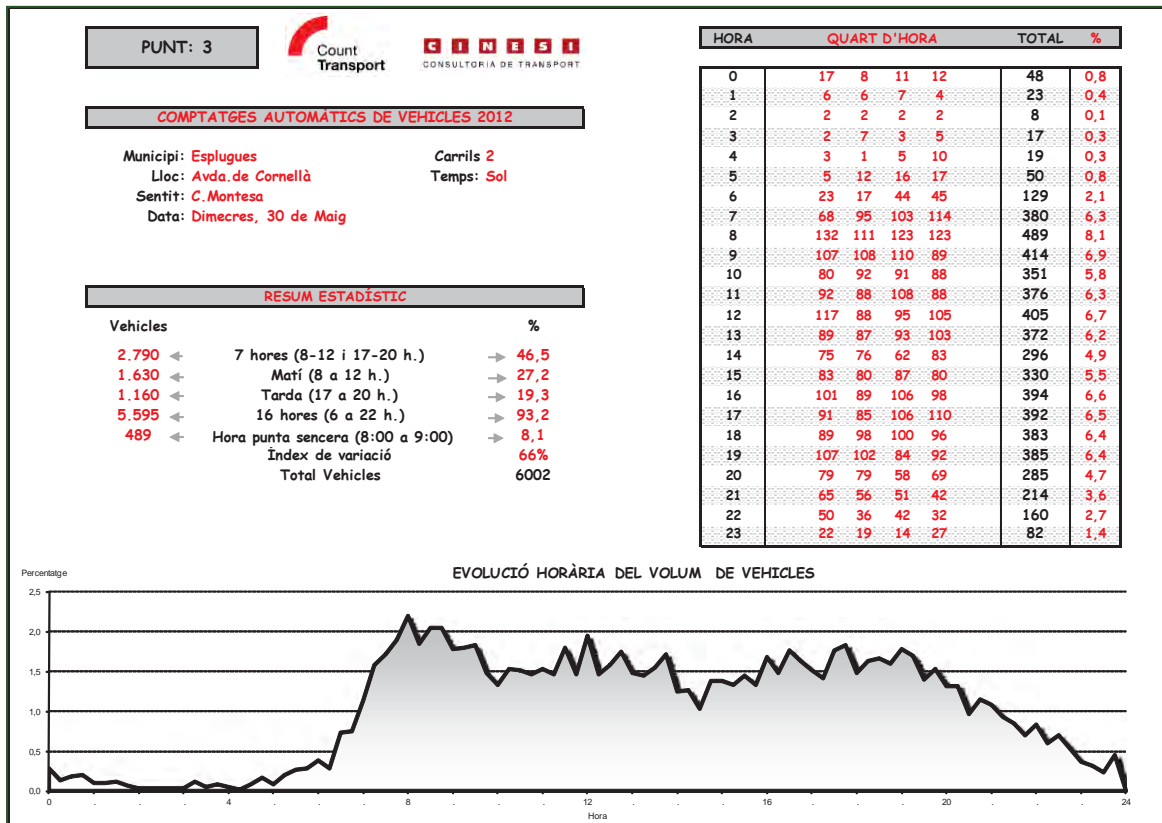 PUNT: 3
Count
Transport
CINESI
CONSULTORIA DE TRANSPORT
COMPTATGES AUTOMÀTICS DE VEHICLES 2012
Municipi: Esplugues Carrils 2
Lloc: Avda.de Cornellà Temps: Sol
Sentit: C.Montesa
Data: Dimecres, 30 de Maig
RESUM ESTADÍSTIC
Vehicles %
2.790 7 hores (8-12 i 17-20 h.) 46,5
1.630 Matí (8 a 12 h.) 27,2
1.160 Tarda (17 a 20 h.) 19,3
5.595 16 hores (6 a 22 h.) 93,2
489 Hora punta sencera (8:00 a 9:00) 8,1
Índex de variació 66%
Total Vehicles 6002
HORA QUART D'HORA TOTAL %
0 17 8 11 12 48 0,8
1 6 6 7 4 23 0,4
2 2 2 2 2 8 0,1
3 2 7 3 5 17 0,3
4 3 1 5 10 19 0,3
5 5 12 16 17 50 0,8
6 23 17 44 45 129 2,1
7 68 95 103 114 380 6,3
8 132 111 123 123 489 8,1
9 107 108 110 89 414 6,9
10 80 92 91 88 351 5,8
11 92 88 108 88 376 6,3
12 117 88 95 105 405 6,7
13 89 87 93 103 372 6,2
14 75 76 62 83 296 4,9
15 83 80 87 80 330 5,5
16 101 89 106 98 394 6,6
17 91 85 106 110 392 6,5
18 89 98 100 96 383 6,4
19 107 102 84 92 385 6,4
20 79 79 58 69 285 4,7
21 65 56 51 42 214 3,6
22 50 36 42 32 160 2,7
23 22 19 14 27 82 1,4
EVOLUCIÓ HORÀRIA DEL VOLUM DE VEHICLES
Percentatge
2,5
2,0
1,5
1,0
0,5
0,0
0 . . . 4 . . . 8 . . . 12 . . . 16 . . . 20 . . . 24
Hora